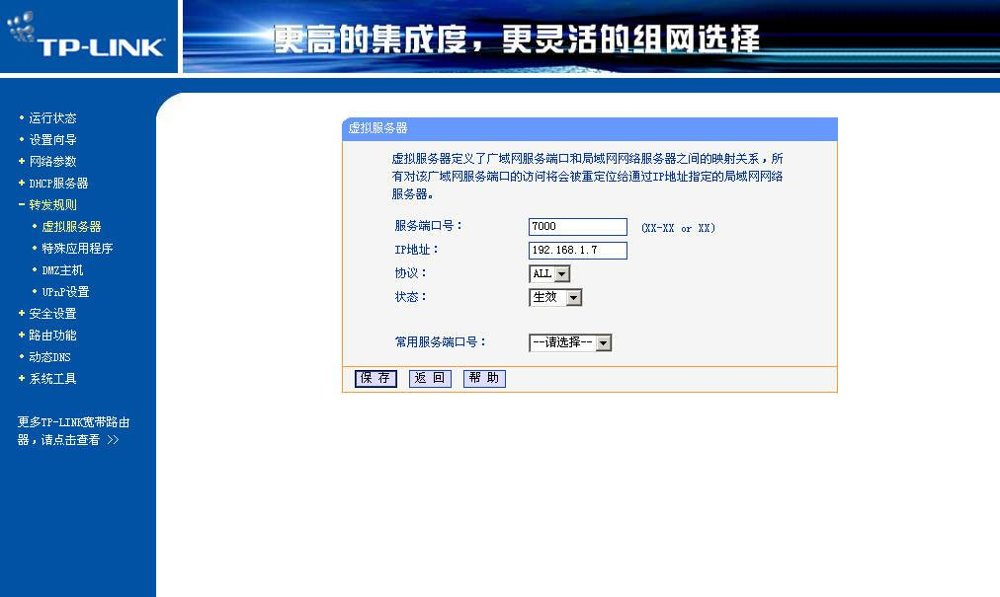 TP-LINK
更高的集成度，更灵活的组网选择
• 运行状态
• 设置向导
+ 网络参数
+ DHCP服务器
- 转发规则
• 虚拟服务器
• 特殊应用程序
• DMZ主机
• UPnP设置
+ 安全设置
+ 路由功能
• 动态DNS
+ 系统工具
更多TP-LINK宽带路由
器，请点击查看 >>
虚拟服务器
虚拟服务器定义了广域网服务端口和局域网网络服务器之间的映射关系，所
有对该广域网服务端口的访问将会被重定位给通过IP地址指定的局域网网络
服务器。
服务端口号： 7000 (XX-XX or XX)
IP地址： 192.168.1.7
协议： ALL
状态： 生效
常用服务端口号： --请选择--
保 存 返 回 帮 助